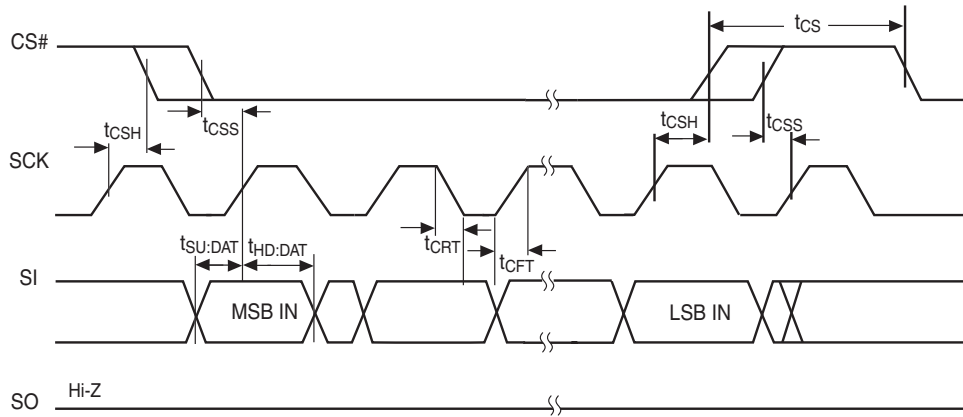 tCS
CS#
tCSH
tCSS
tCSH
tCSS
SCK
tSU:DAT
tHD:DAT
tCRT
tCFT
SI
MSB IN
LSB IN
Hi-Z
SO